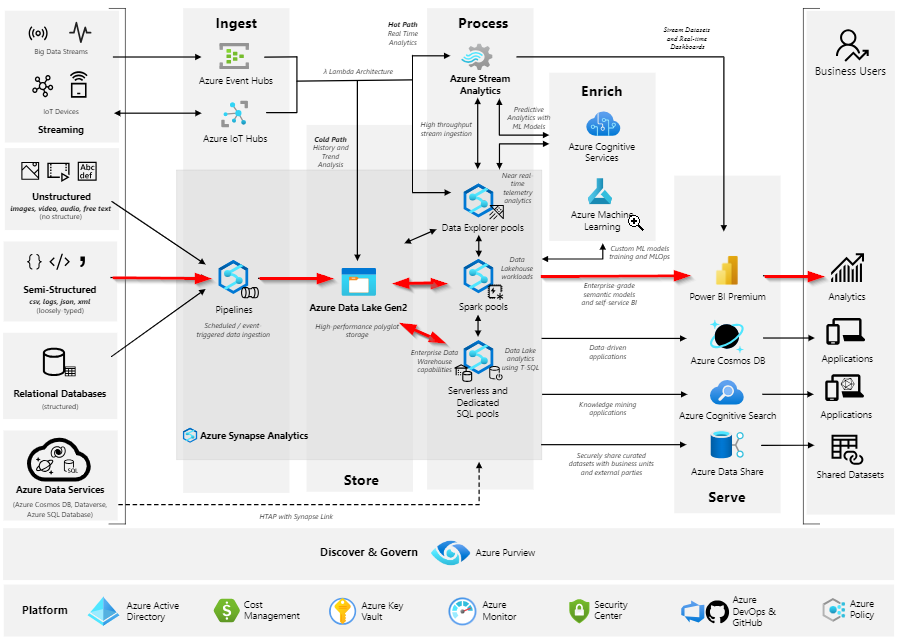 Ingest
Process
Hot Path
Real Time
Analytics
Stream Datasets
and Real-time
Dashboards
Big Data Streams
Azure Event Hubs
λ Lambda Architecture
Azure Stream
Analytics
Business Users
IoT Devices
Streaming
Azure IoT Hubs
Enrich
Predictive
Analytics with
ML Models
High throughput
stream ingestion
Cold Path
History and
Trend
Analysis
Azure Cognitive
Services
Abc
def
Unstructured
images, video, audio, free text
(no structure)
Near real-
time
telemetry
analytics
Azure Machine
Learning
Data Explorer pools
Custom ML models
training and MLOps
{ } </> ,
Semi-Structured
csv, logs, json, xml
(loosely-typed)
Pipelines
Scheduled / event-
triggered data ingestion
Azure Data Lake Gen2
High-performance polyglot
storage
Data
Lakehouse
workloads
Spark pools
Enterprise-grade
semantic models
and self-service BI
Power BI Premium
Analytics
Enterprise Data
Warehouse
capabilities
Data Lake
analytics
using T-SQL
Data-driven
applications
Azure Cosmos DB
Applications
Relational Databases
(structured)
Serverless and
Dedicated
SQL pools
Knowledge mining
applications
Azure Cognitive Search
Applications
Azure Synapse Analytics
SQL
Azure Data Services
(Azure Cosmos DB, Dataverse,
Azure SQL Database)
Securely share curated
datasets with business units
and external parties
Azure Data Share
Shared Datasets
Store
Serve
HTAP with Synapse Link
Discover & Govern
Azure Purview
Platform
Azure Active
Directory
Cost
Management
Azure Key
Vault
Azure
Monitor
Security
Center
Azure
DevOps &
GitHub
Azure
Policy